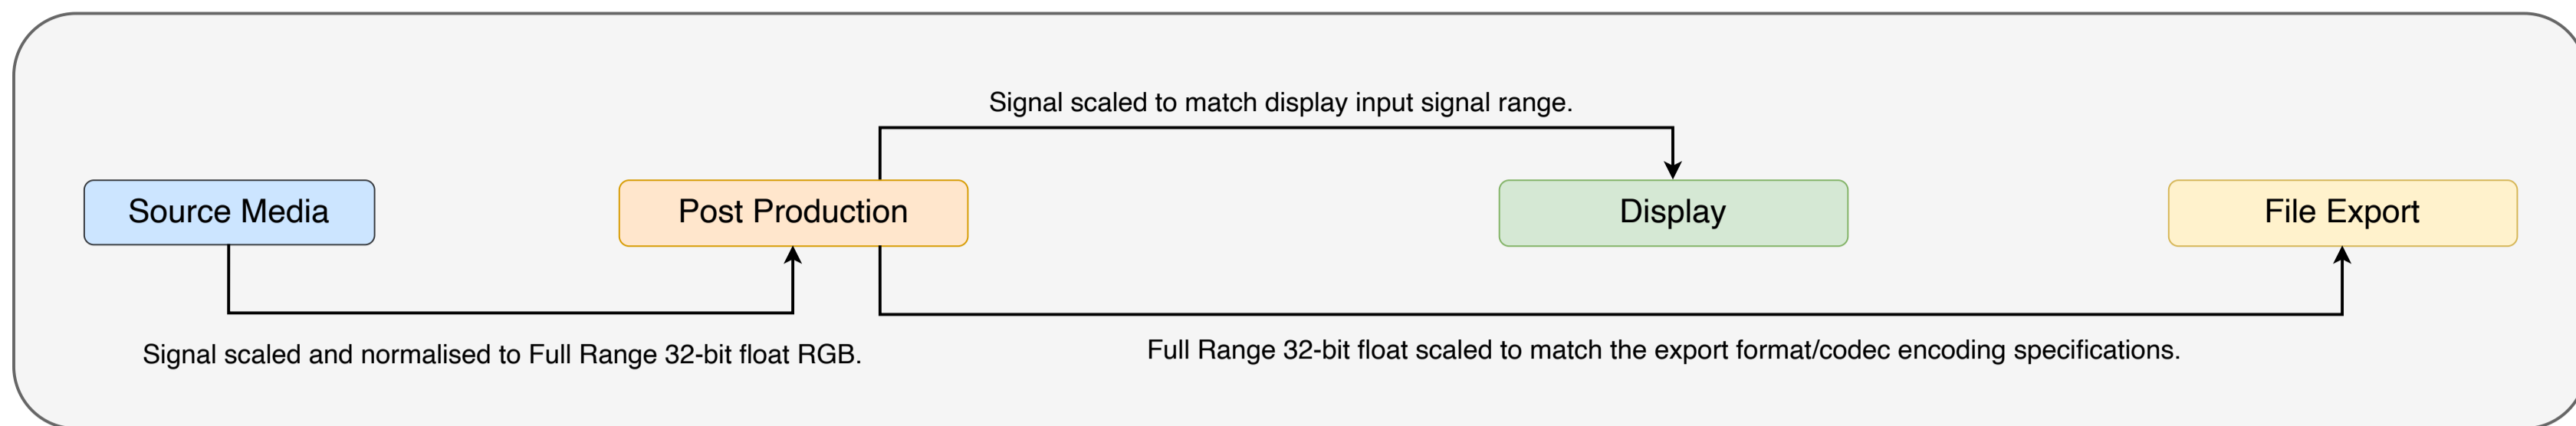 Signal scaled to match display input signal range.
Source Media
Post Production
Display
File Export
Signal scaled and normalised to Full Range 32-bit float RGB.
Full Range 32-bit float scaled to match the export format/codec encoding specifications.